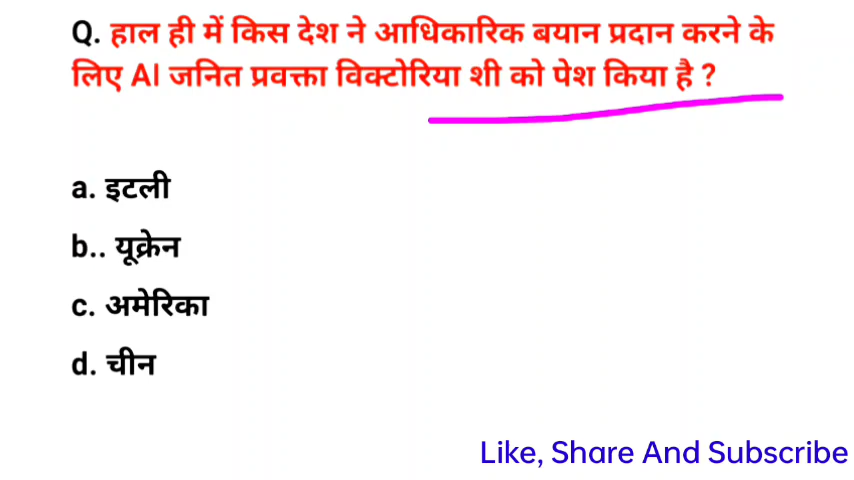 Q. हाल ही में किस देश ने आधिकारिक बयान प्रदान करने के
लिए AI जनित प्रवक्ता विक्टोरिया शी को पेश किया है ?
a. इटली
b.. यूक्रेन
c. अमेरिका
d. चीन
Like, Share And Subscribe